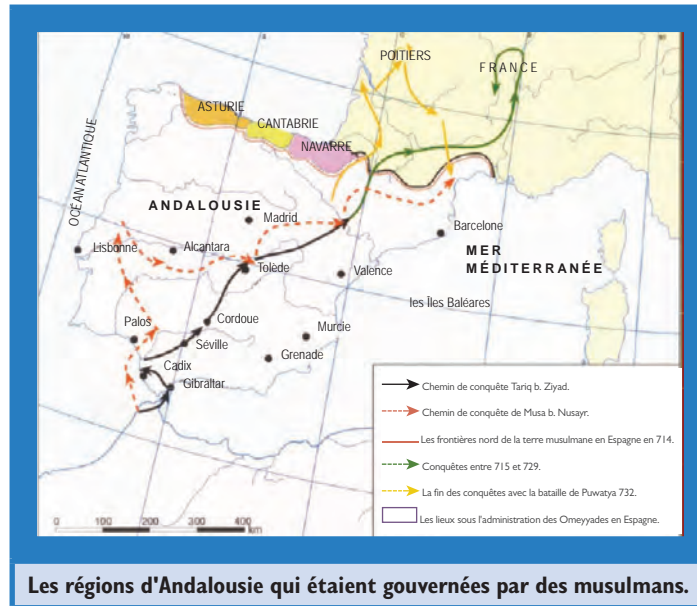 POITIERS
FRANCE
ASTURIE
CANTABRIE
NAVARRE
OCÉAN ATLANTIQUE
ANDALOUSIE
Madrid
Barcelone
Lisbonne
Alcantara
Tolède
MER
MÉDITERRANÉE
Valence
les Îles Baléares
Palos
Cordoue
Murcie
Séville
Grenade
Cadix
Gibraltar
Chemin de conquête Tariq b. Ziyad.
Chemin de conquête de Musa b. Nusayr.
Les frontières nord de la terre musulmane en Espagne en 714.
Conquêtes entre 715 et 729.
La fin des conquêtes avec la bataille de Puwatya 732.
Les lieux sous l'administration des Omeyyades en Espagne.
0 100 200 300 400
km
Les régions d'Andalousie qui étaient gouvernées par des musulmans.